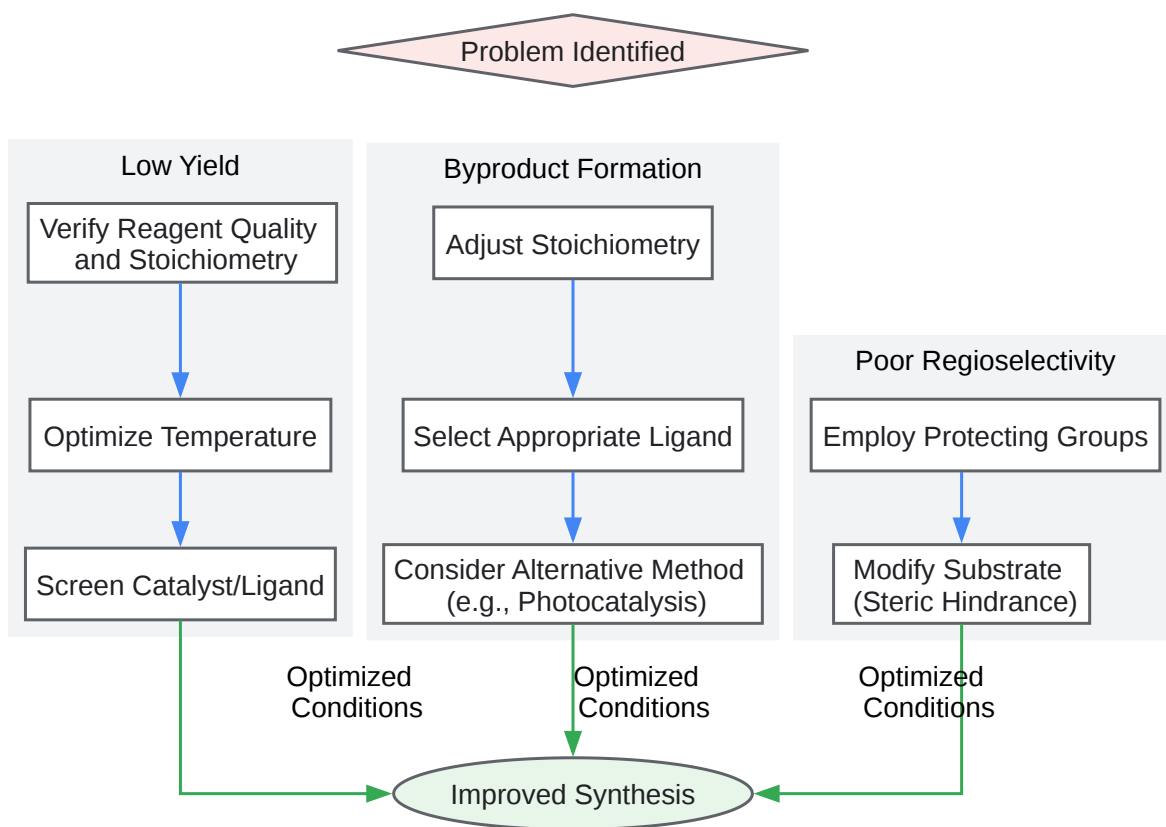 Problem Identified
Low Yield
Verify Reagent Quality
and Stoichiometry
Optimize Temperature
Screen Catalyst/Ligand
Byproduct Formation
Adjust Stoichiometry
Select Appropriate Ligand
Consider Alternative Method
(e.g., Photocatalysis)
Poor Regioselectivity
Employ Protecting Groups
Modify Substrate
(Steric Hindrance)
Optimized
Conditions
Optimized
Conditions
Optimized
Conditions
Improved Synthesis